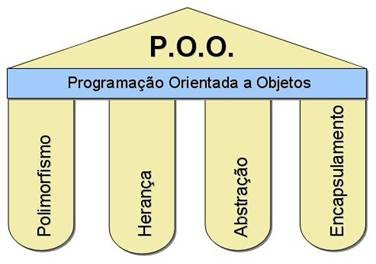 P.O.O.
Programação Orientada a Objetos
Polimorfismo
Herança
Abstração
Encapsulamento